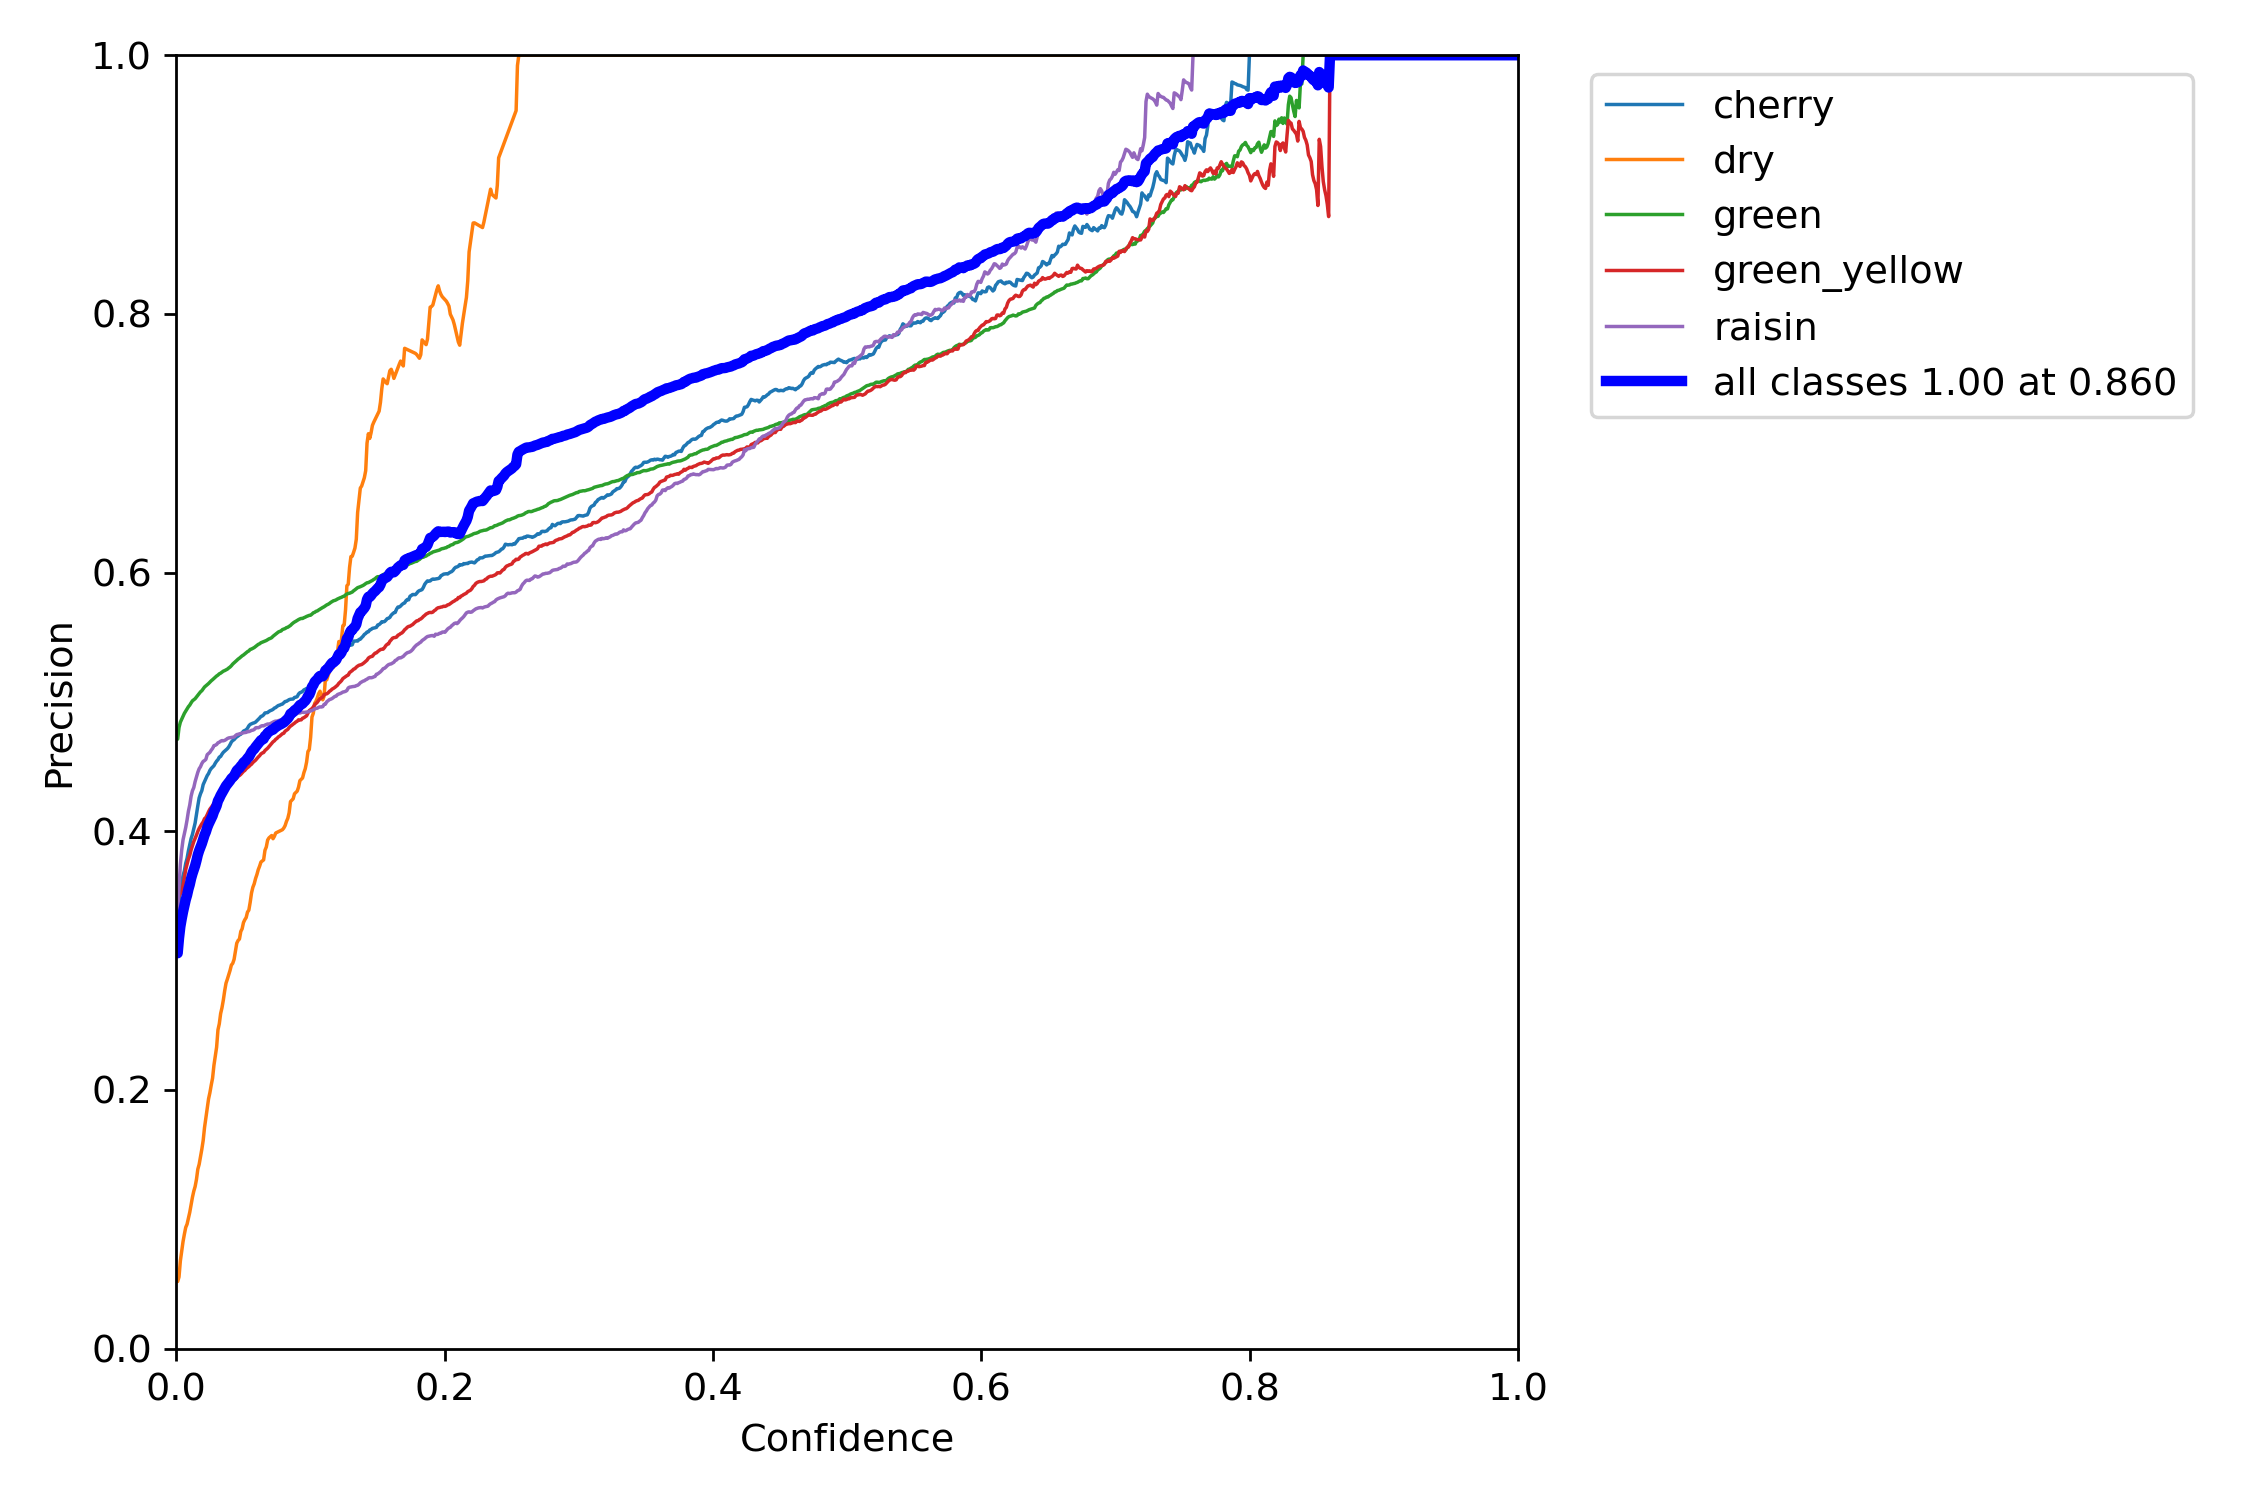 1.0
0.8
0.6
0.4
0.2
0.0
Precision
0.0 0.2 0.4 0.6 0.8 1.0
Confidence
cherry
dry
green
green_yellow
raisin
all classes 1.00 at 0.860